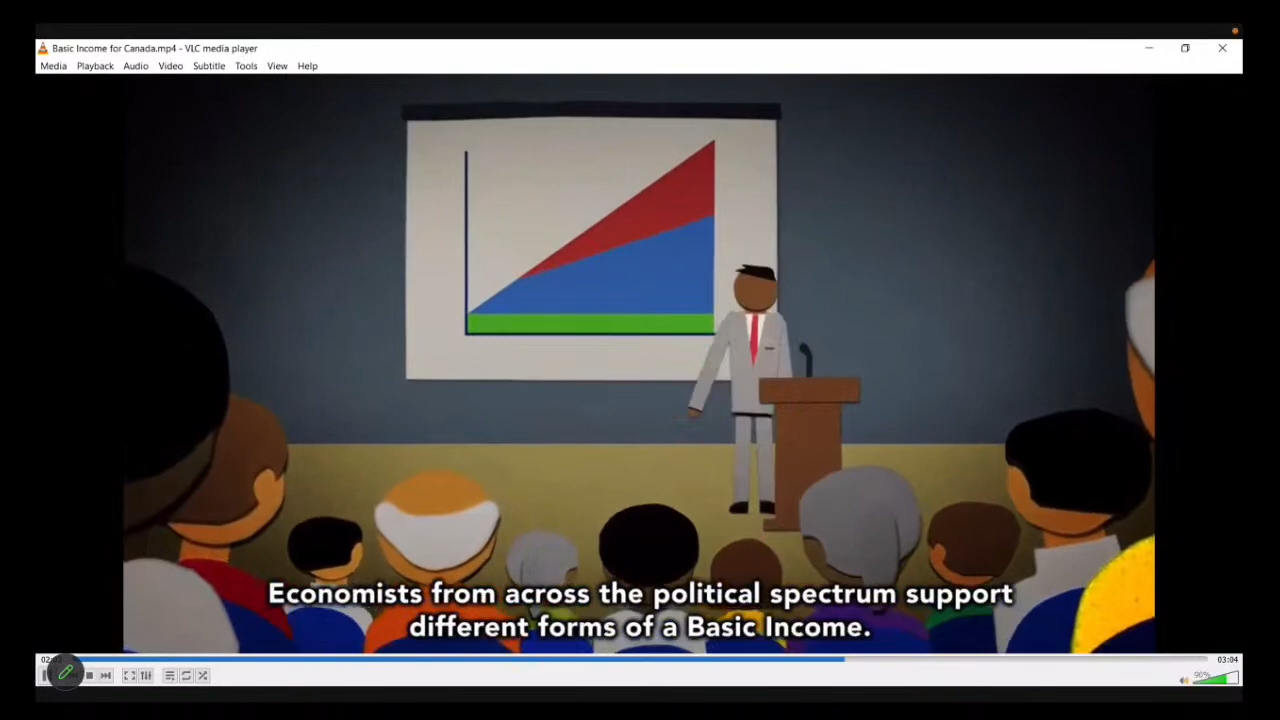 Basic Income for Canada.mp4 - VLC media player
Media Playback Audio Video Subtitle Tools View Help
Economists from across the political spectrum support
different forms of a Basic Income.
03:04
90%